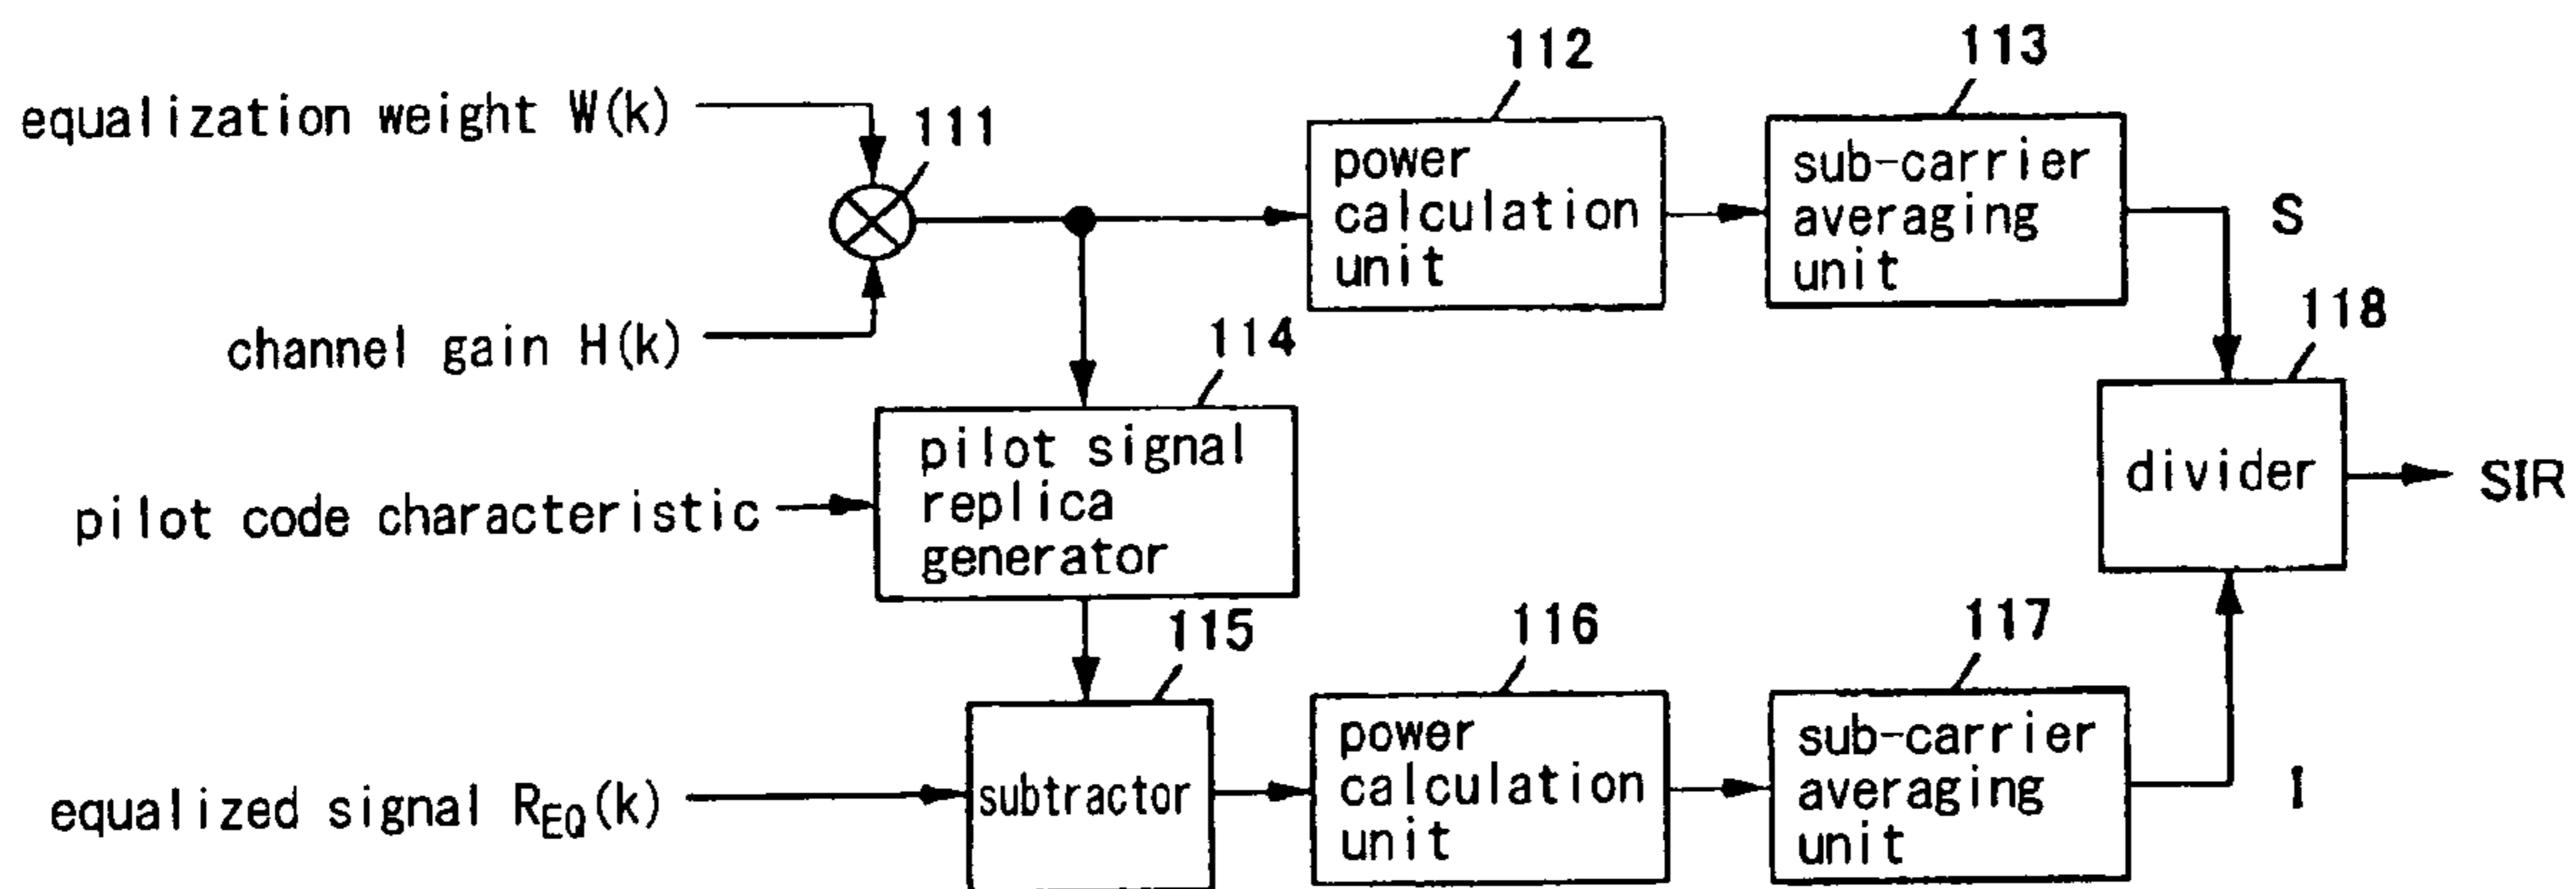 112
113
equalization weight W(k)
111
power
calculation
unit
sub-carrier
averaging
unit
S
channel gain H(k)
114
118
pilot signal
replica
generator
pilot code characteristic
divider
SIR
115
116
117
equalized signal R_EQ(k)
subtractor
power
calculation
unit
sub-carrier
averaging
unit
I